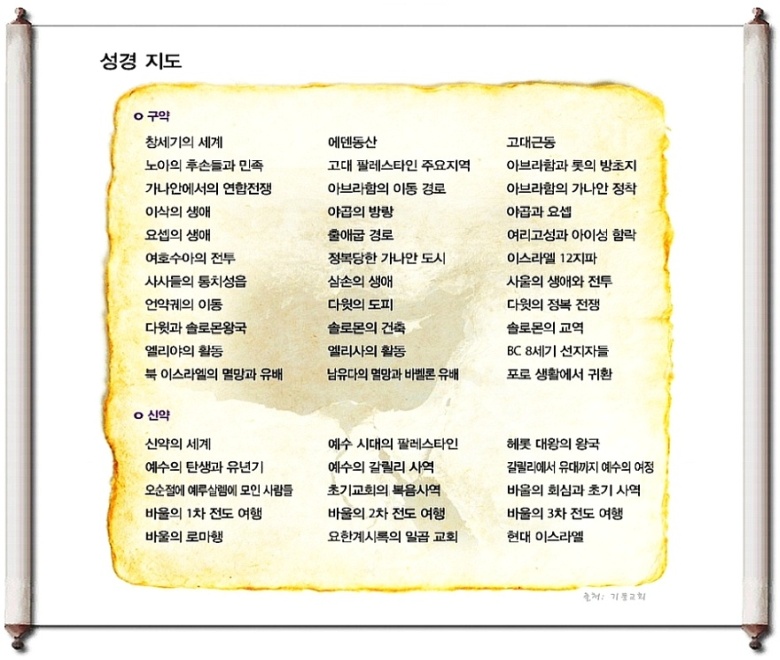 성경 지도
o 구약
창세기의 세계 에덴동산 고대근동
노아의 후손들과 민족 고대 팔레스타인 주요지역 아브라함과 롯의 방초지
가나안에서의 연합전쟁 아브라함의 이동 경로 아브라함의 가나안 정착
이삭의 생애 야곱의 방랑 야곱과 요셉
요셉의 생애 출애굽 경로 여리고성과 아이성 함락
여호수아의 전투 정복당한 가나안 도시 이스라엘 12지파
사사들의 통치성읍 삼손의 생애 사울의 생애와 전투
언약궤의 이동 다윗의 도피 다윗의 정복 전쟁
다윗과 솔로몬왕국 솔로몬의 건축 솔로몬의 교역
엘리야의 활동 엘리사의 활동 BC 8세기 선지자들
북 이스라엘의 멸망과 유배 남유다의 멸망과 바벨론 유배 포로 생활에서 귀환
o 신약
신약의 세계 예수 시대의 팔레스타인 헤롯 대왕의 왕국
예수의 탄생과 유년기 예수의 갈릴리 사역 갈릴리에서 유대까지 예수의 여정
오순절에 예루살렘에 모인 사람들 초기교회의 복음사역 바울의 회심과 초기 사역
바울의 1차 전도 여행 바울의 2차 전도 여행 바울의 3차 전도 여행
바울의 로마행 요한계시록의 일곱 교회 현대 이스라엘
출처: